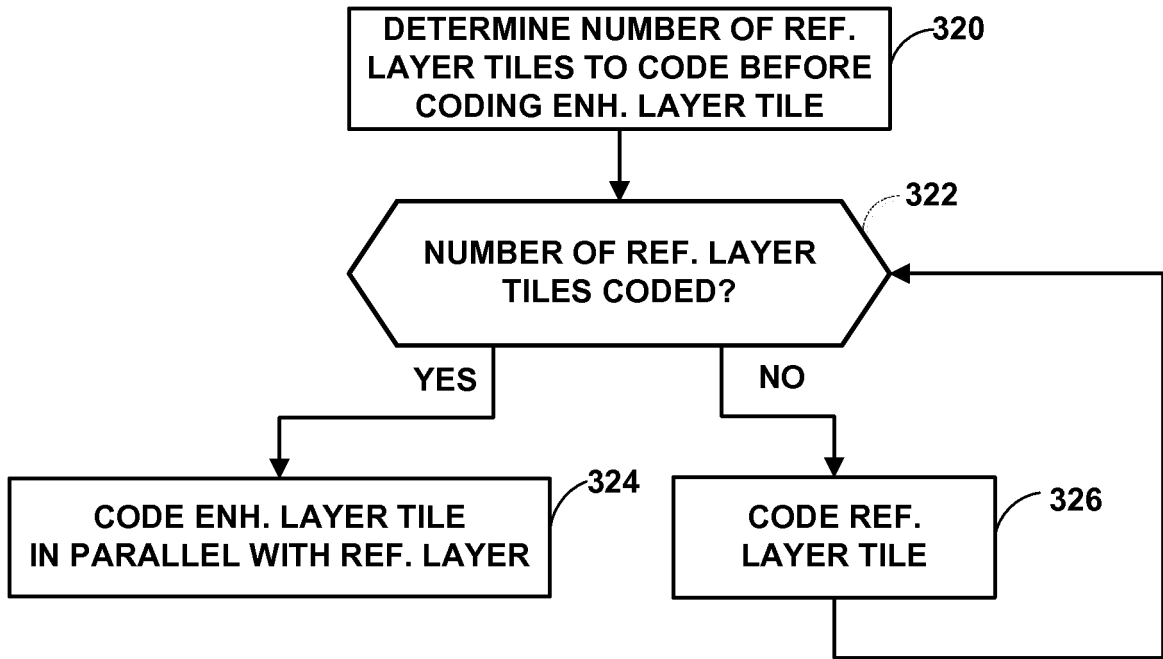 DETERMINE NUMBER OF REF.
LAYER TILES TO CODE BEFORE
CODING ENH. LAYER TILE
320
322
NUMBER OF REF. LAYER
TILES CODED?
YES
NO
324
CODE ENH. LAYER TILE
IN PARALLEL WITH REF. LAYER
326
CODE REF.
LAYER TILE